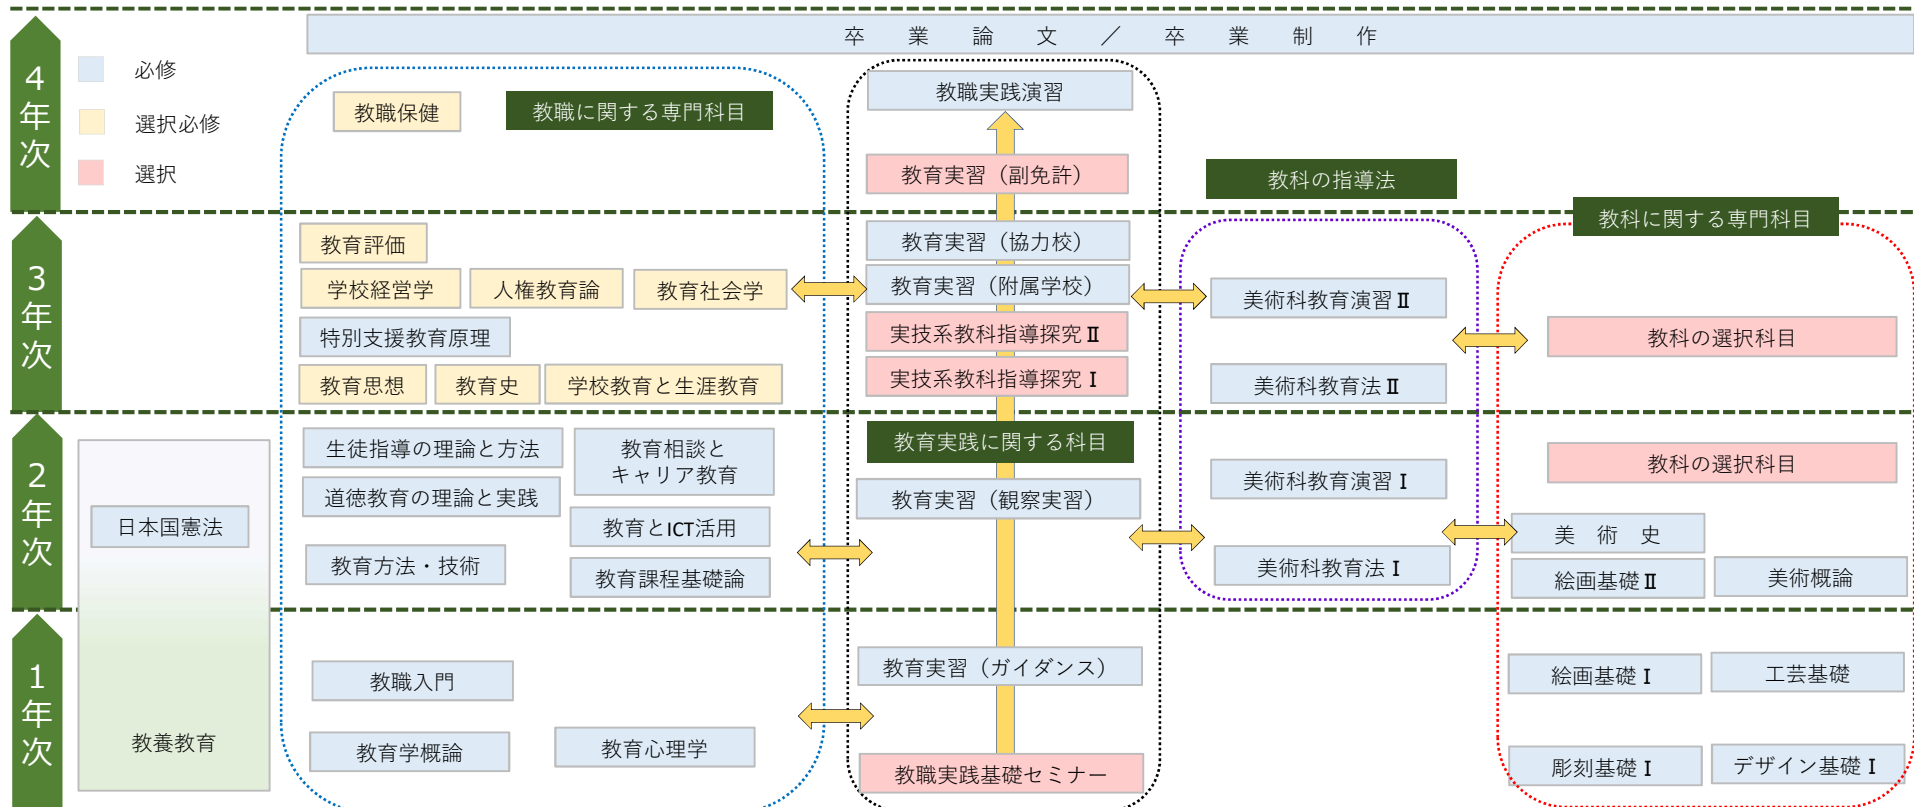 卒　業　論　文　／　卒　業　制　作
4年次
必修
選択必修
選択
教職保健
教職に関する専門科目
教職実践演習
教育実習（副免許）
教科の指導法
3年次
教育評価
学校経営学
人権教育論
教育社会学
特別支援教育原理
教育思想
教育史
学校教育と生涯教育
教育実習（協力校）
教育実習（附属学校）
実技系教科指導探究Ⅱ
実技系教科指導探究Ⅰ
美術科教育演習Ⅱ
美術科教育法Ⅱ
教科に関する専門科目
教科の選択科目
2年次
日本国憲法
生徒指導の理論と方法
教育相談と
キャリア教育
道徳教育の理論と実践
教育とICT活用
教育方法・技術
教育課程基礎論
教育実践に関する科目
教育実習（観察実習）
美術科教育演習Ⅰ
美術科教育法Ⅰ
教科の選択科目
美　術　史
絵画基礎Ⅱ
美術概論
1年次
教養教育
教職入門
教育学概論
教育心理学
教育実習（ガイダンス）
教職実践基礎セミナー
絵画基礎Ⅰ
工芸基礎
彫刻基礎Ⅰ
デザイン基礎Ⅰ